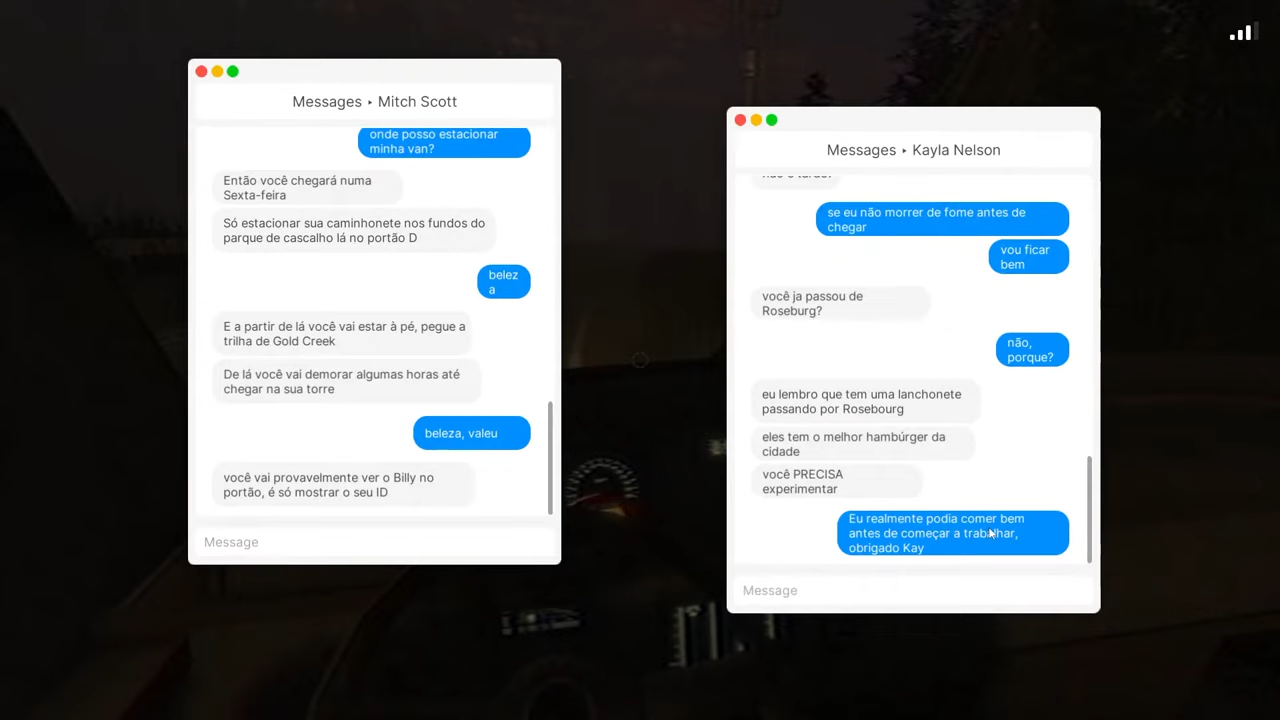 Messages ‣ Mitch Scott
onde posso estacionar
minha van?
Então você chegará numa
Sexta-feira
Só estacionar sua caminhonete nos fundos do
parque de cascalho lá no portão D
belez
a
E a partir de lá você vai estar à pé, pegue a
trilha de Gold Creek
De lá você vai demorar algumas horas até
chegar na sua torre
beleza, valeu
você vai provavelmente ver o Billy no
portão, é só mostrar o seu ID
Message
Messages ‣ Kayla Nelson
se eu não morrer de fome antes de
chegar
vou ficar
bem
você ja passou de
Roseburg?
não,
porque?
eu lembro que tem uma lanchonete
passando por Rosebourg
eles tem o melhor hambúrger da
cidade
você PRECISA
experimentar
Eu realmente podia comer bem
antes de começar a trabalhar,
obrigado Kay
Message